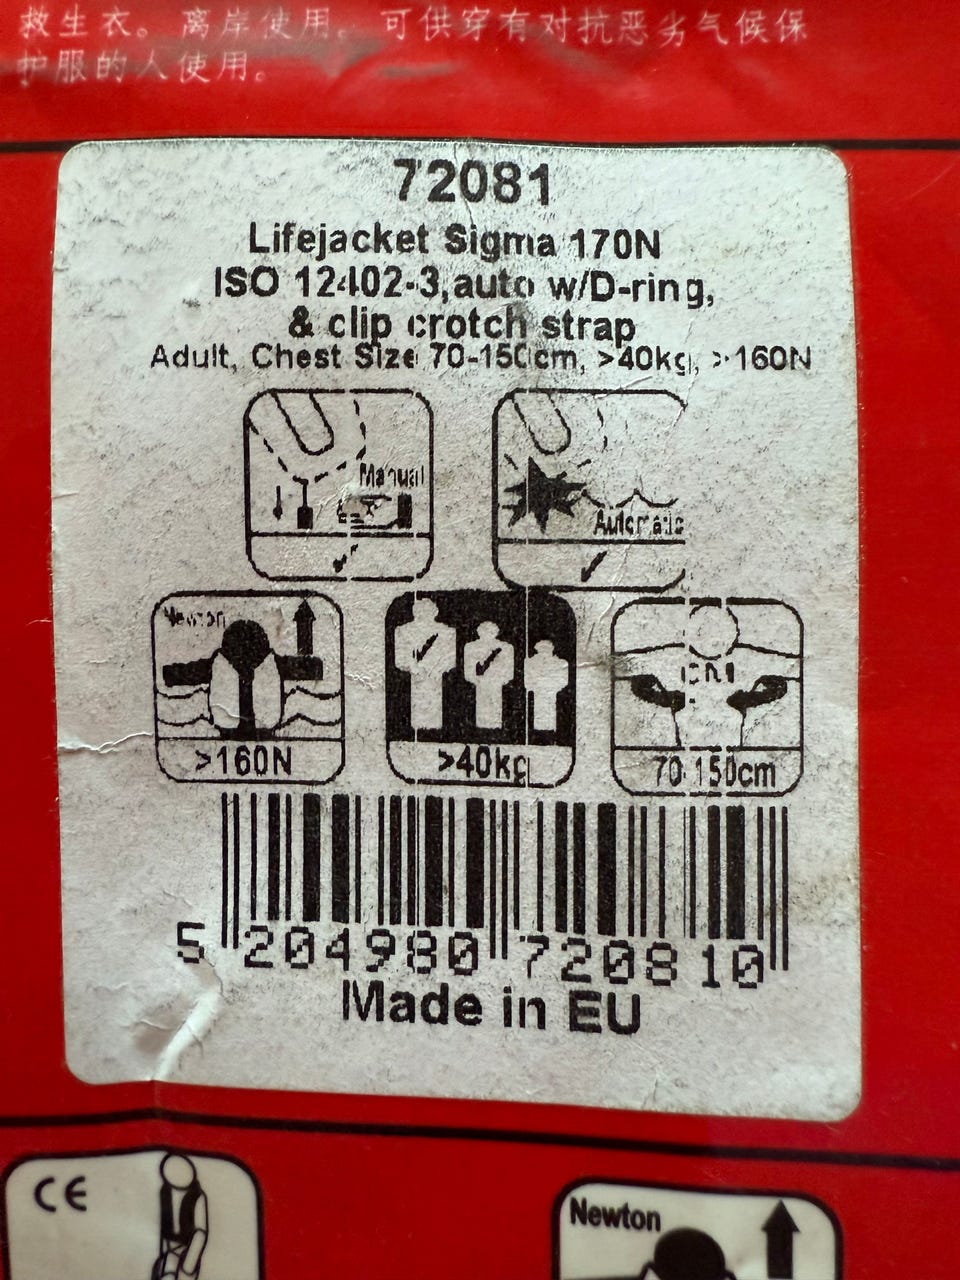 救生衣。离岸使用。可供穿有对抗恶劣气候保
护服的人使用。
72081
Lifejacket Sigma 170N
ISO 12402-3,auto w/D-ring,
& clip crotch strap
Adult, Chest Size 70-150cm, >40kg, >160N
Manual
Automatic
Newton
cm
>160N
>40kg
70-150cm
5 204980 720810
Made in EU
CE
Newton